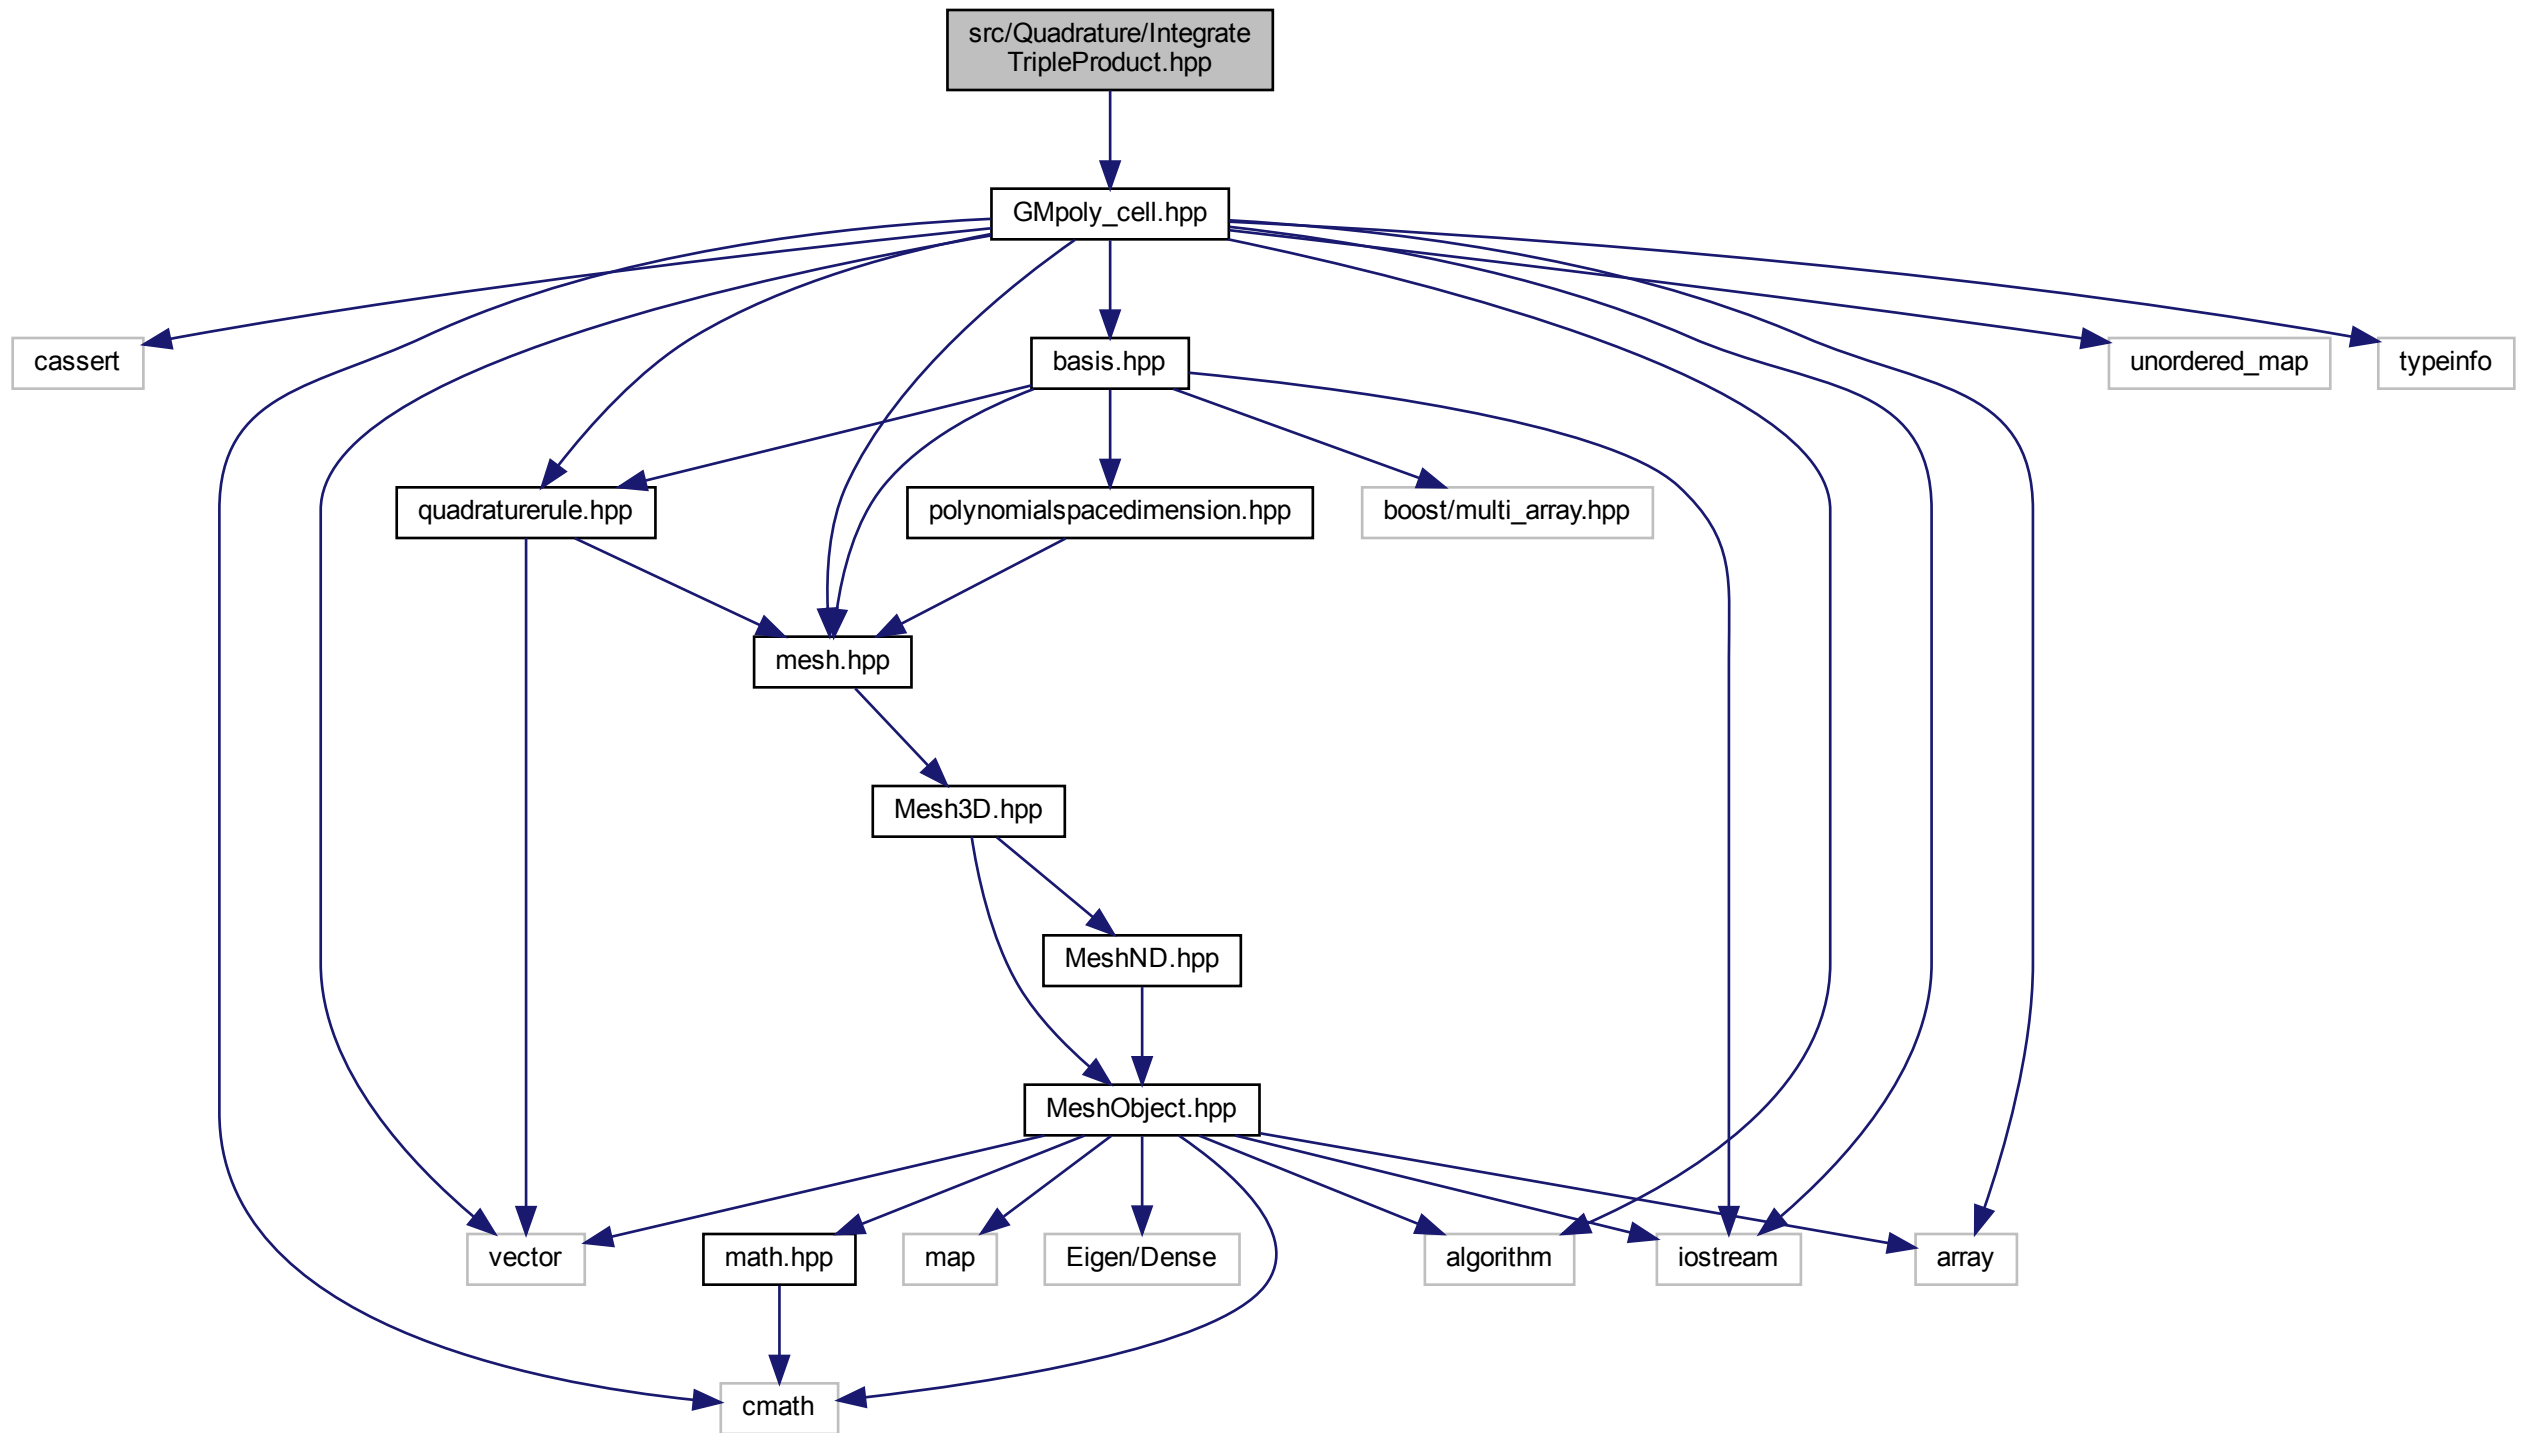 src/Quadrature/Integrate
TripleProduct.hpp
GMpoly_cell.hpp
cassert
basis.hpp
unordered_map
typeinfo
quadraturerule.hpp
polynomialspacedimension.hpp
boost/multi_array.hpp
mesh.hpp
Mesh3D.hpp
MeshND.hpp
MeshObject.hpp
vector
math.hpp
map
Eigen/Dense
algorithm
iostream
array
cmath